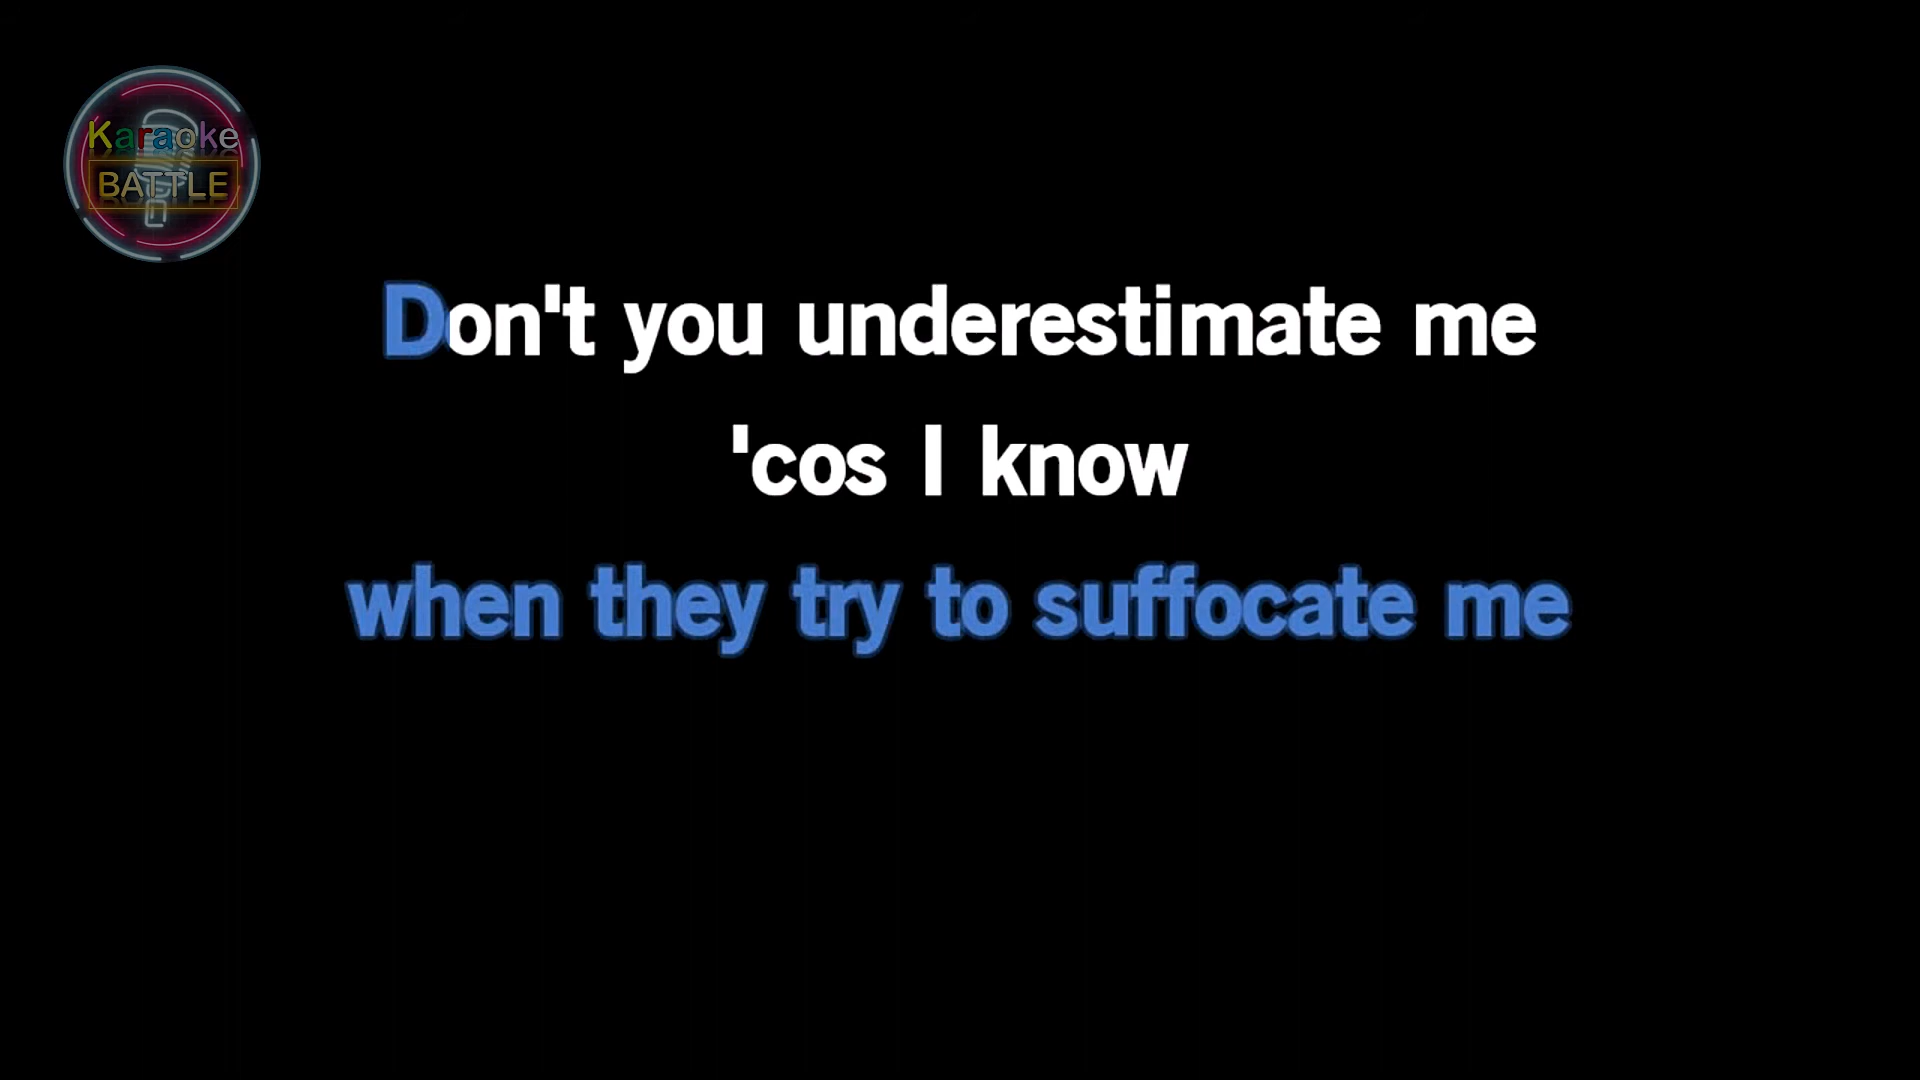 Karaoke
BATTLE
Don't you underestimate me
'cos I know
when they try to suffocate me